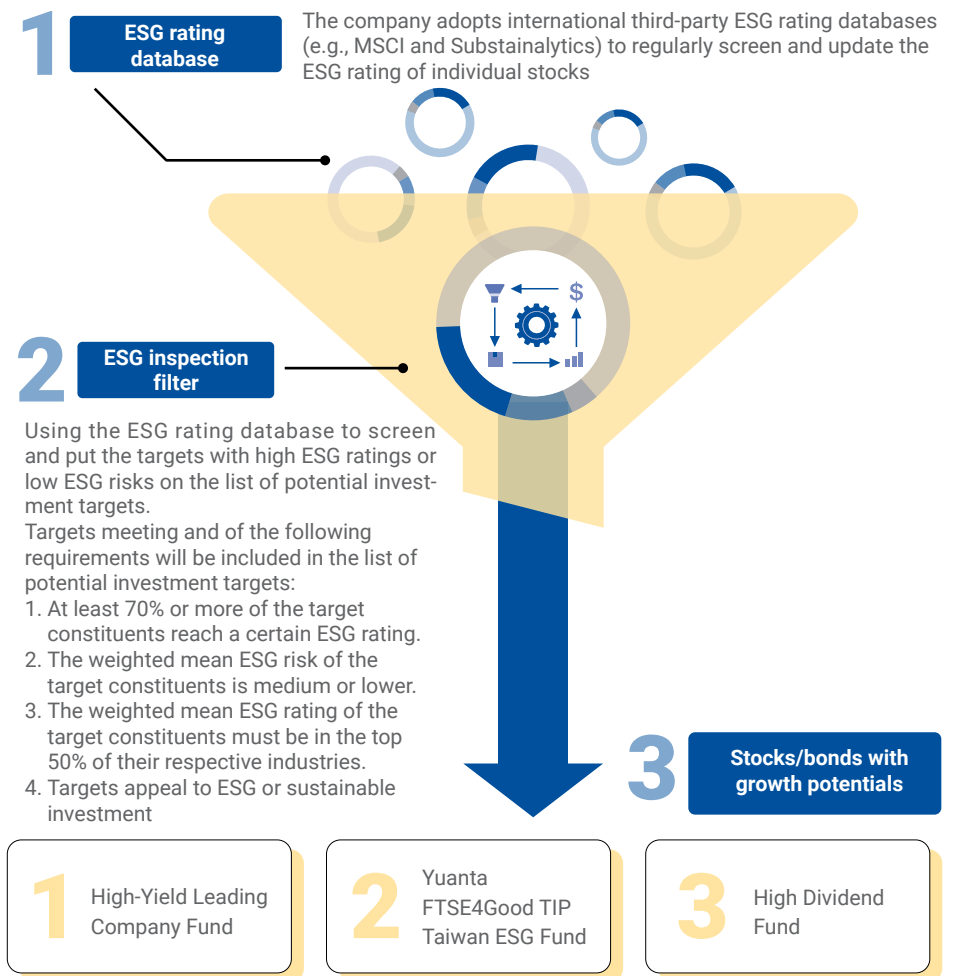 1
ESG rating
database
The company adopts international third-party ESG rating databases
(e.g., MSCI and Substainalytics) to regularly screen and update the
ESG rating of individual stocks
$
2
ESG inspection
filter
Using the ESG rating database to screen
and put the targets with high ESG ratings or
low ESG risks on the list of potential invest-
ment targets.
Targets meeting and of the following
requirements will be included in the list of
potential investment targets:
1. At least 70% or more of the target
constituents reach a certain ESG rating.
2. The weighted mean ESG risk of the
target constituents is medium or lower.
3. The weighted mean ESG rating of the
target constituents must be in the top
50% of their respective industries.
4. Targets appeal to ESG or sustainable
investment
3
Stocks/bonds with
growth potentials
1
High-Yield Leading
Company Fund
2
Yuanta
FTSE4Good TIP
Taiwan ESG Fund
3
High Dividend
Fund